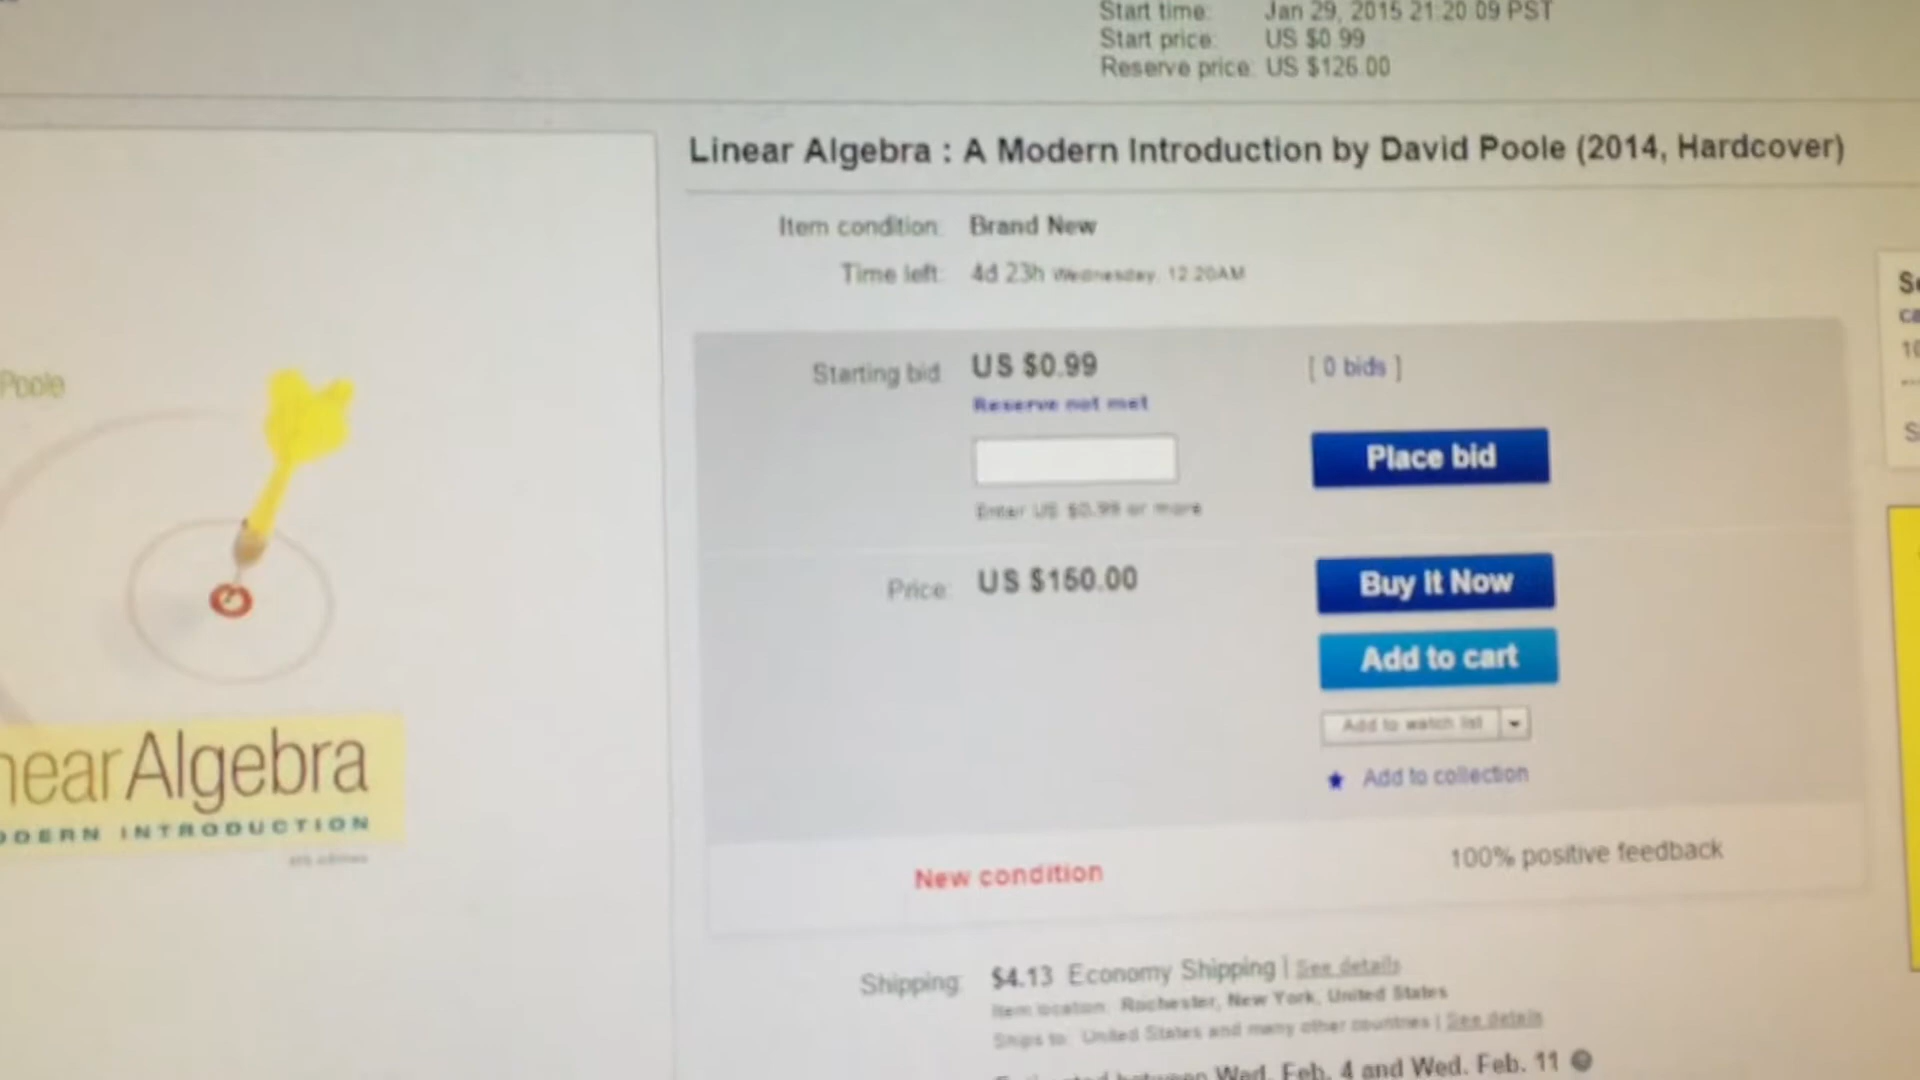 Start time: Jan 29, 2015 21:20:09 PST
Start price: US $0.99
Reserve price: US $126.00
Linear Algebra : A Modern Introduction by David Poole (2014, Hardcover)
Item condition: Brand New
Time left: 4d 23h Wednesday, 12:20AM
Starting bid: US $0.99 [ 0 bids ]
Reserve not met
Place bid
Enter US $0.99 or more
Price: US $150.00
Buy It Now
Add to cart
Add to watch list
Add to collection
New condition
100% positive feedback
Shipping: $4.13 Economy Shipping | See details
Item location: Rochester, New York, United States
Ships to: United States and many other countries | See details
between Wed. Feb. 4 and Wed. Feb. 11
Poole
near Algebra
ODERN INTRODUCTION